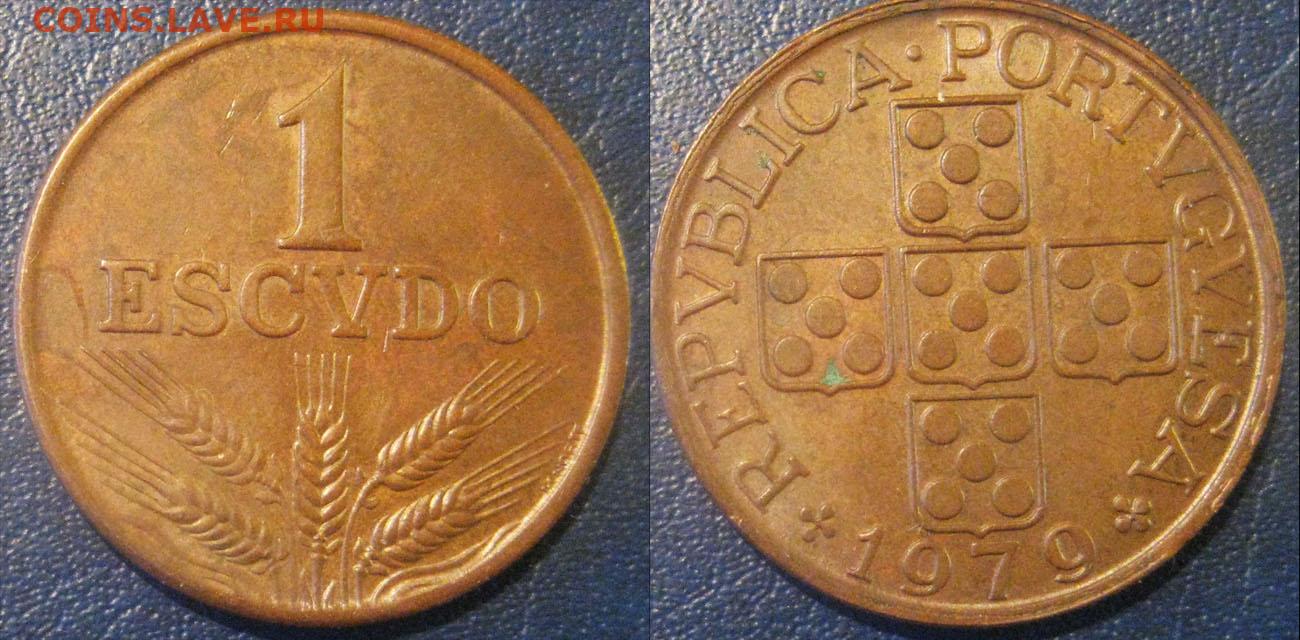 COINS.LAVE.RU
1
ESCVDO
REPVBLICA · PORTVGVESA
1979